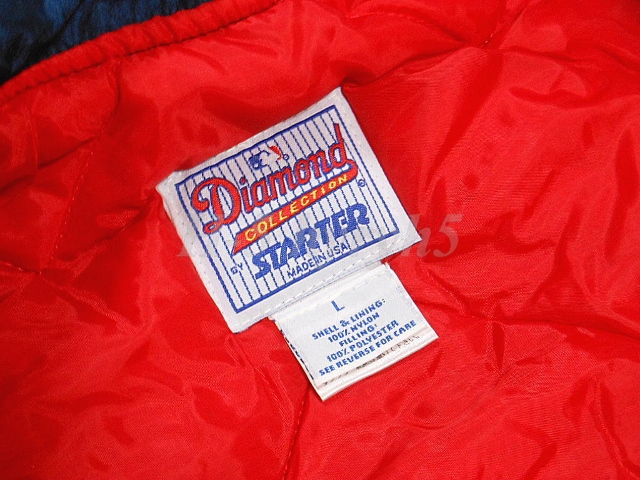 Diamond
COLLECTION
BY STARTER
MADE IN USA
L
SHELL & LINING:
100% NYLON
FILLING:
100% POLYESTER
SEE REVERSE FOR CARE